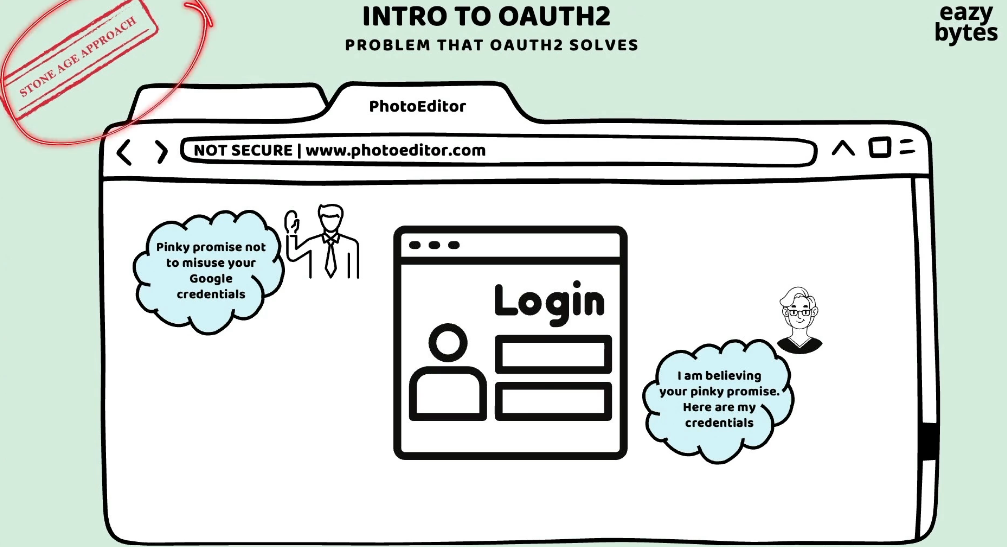 INTRO TO OAUTH2
PROBLEM THAT OAUTH2 SOLVES
eazy
bytes
STONE AGE APPROACH
PhotoEditor
NOT SECURE | www.photoeditor.com
Pinky promise not
to misuse your
Google
credentials
Login
I am believing
your pinky promise.
Here are my
credentials